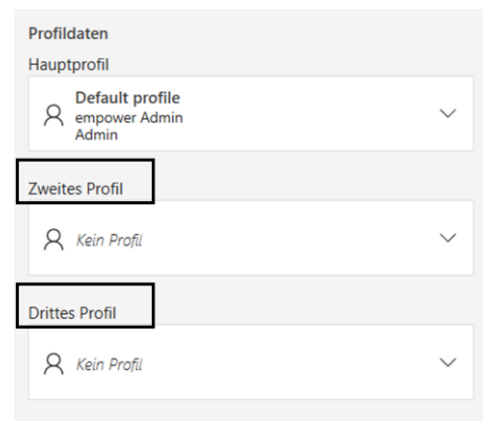 Profildaten
Hauptprofil
Default profile
empower Admin
Admin
Zweites Profil
Kein Profil
Drittes Profil
Kein Profil